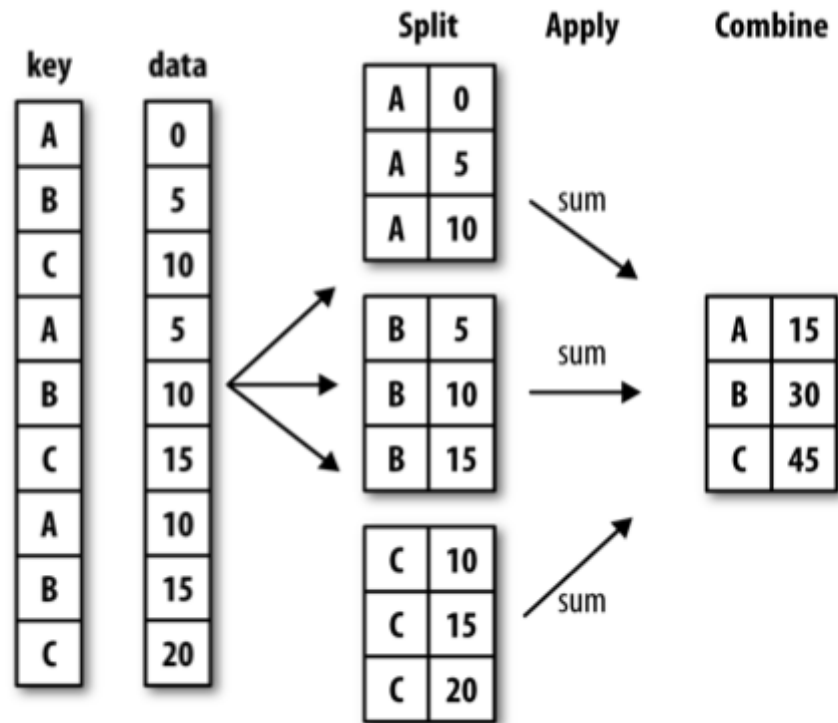 Split Apply Combine
key data
A 0
B 5
C 10
A 5
B 10
C 15
A 10
B 15
C 20
A 0
A 5
A 10
B 5
B 10
B 15
C 10
C 15
C 20
sum
sum
sum
A 15
B 30
C 45